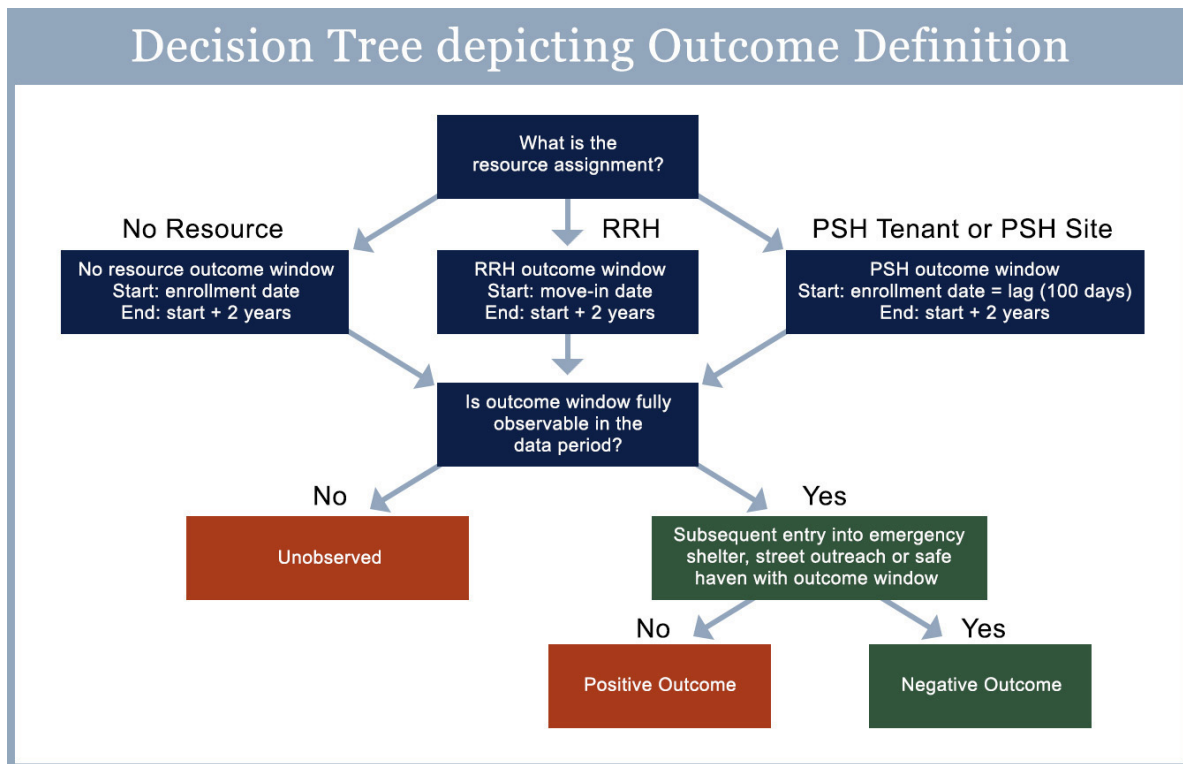 Decision Tree depicting Outcome Definition
What is the
resource assignment?
No Resource
RRH
PSH Tenant or PSH Site
No resource outcome window
Start: enrollment date
End: start + 2 years
RRH outcome window
Start: move-in date
End: start + 2 years
PSH outcome window
Start: enrollment date = lag (100 days)
End: start + 2 years
Is outcome window fully
observable in the
data period?
No
Yes
Unobserved
Subsequent entry into emergency
shelter, street outreach or safe
haven with outcome window
No
Yes
Positive Outcome
Negative Outcome